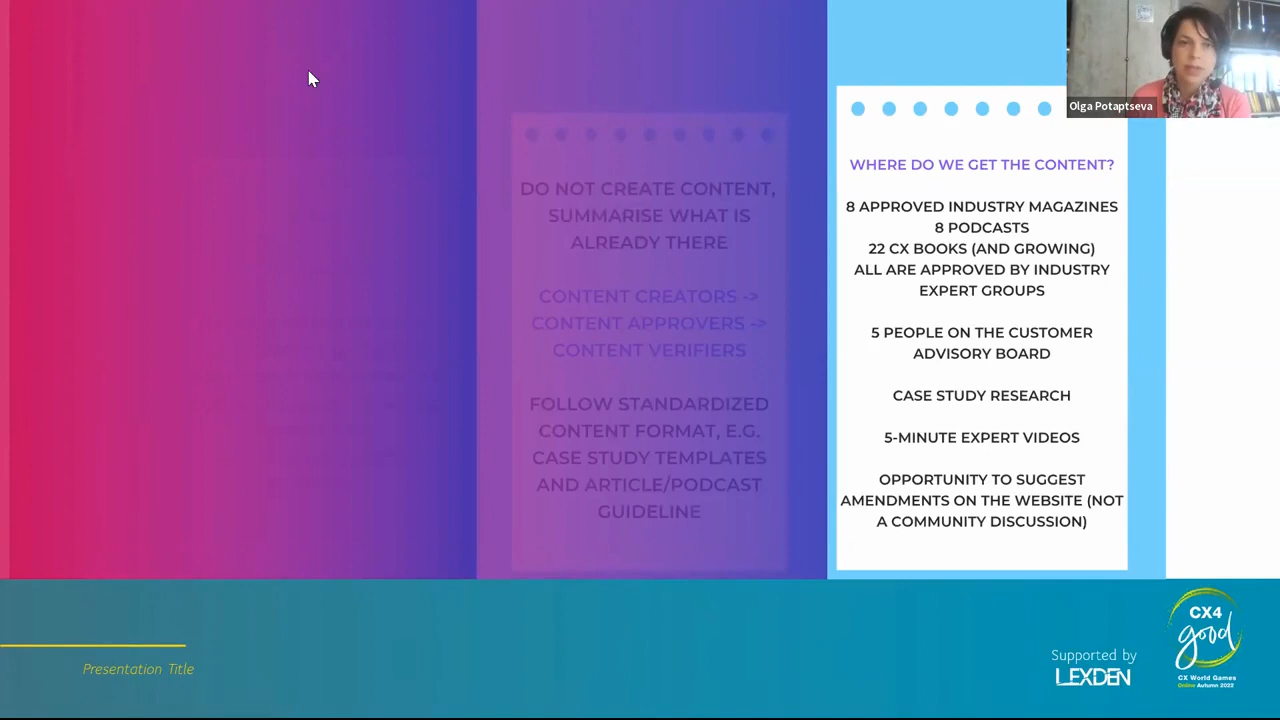 Olga Potaptseva
DO NOT CREATE CONTENT,
SUMMARISE WHAT IS
ALREADY THERE
CONTENT CREATORS ->
CONTENT APPROVERS ->
CONTENT VERIFIERS
FOLLOW STANDARDIZED
CONTENT FORMAT, E.G.
CASE STUDY TEMPLATES
AND ARTICLE/PODCAST
GUIDELINE
WHERE DO WE GET THE CONTENT?
8 APPROVED INDUSTRY MAGAZINES
8 PODCASTS
22 CX BOOKS (AND GROWING)
ALL ARE APPROVED BY INDUSTRY
EXPERT GROUPS
5 PEOPLE ON THE CUSTOMER
ADVISORY BOARD
CASE STUDY RESEARCH
5-MINUTE EXPERT VIDEOS
OPPORTUNITY TO SUGGEST
AMENDMENTS ON THE WEBSITE (NOT
A COMMUNITY DISCUSSION)
Presentation Title
Supported by
LEXDEN
CX4
good
CX World Games
Online Autumn 2022